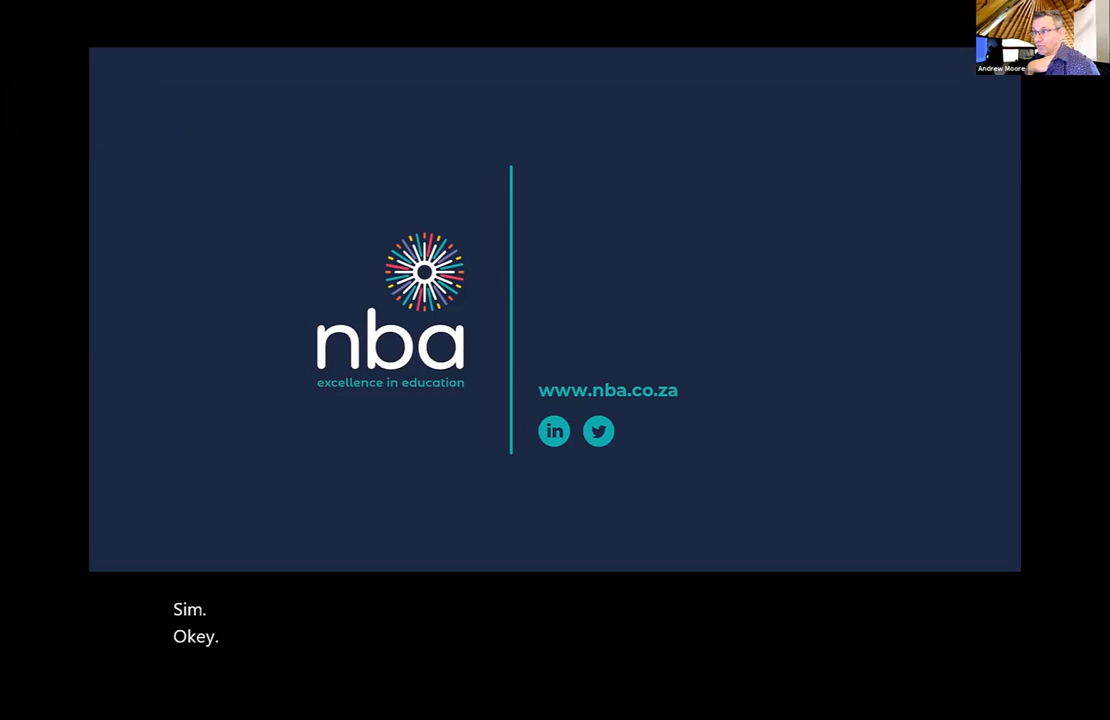 Andrew Moore
nba
excellence in education
www.nba.co.za
in
Sim.
Okey.